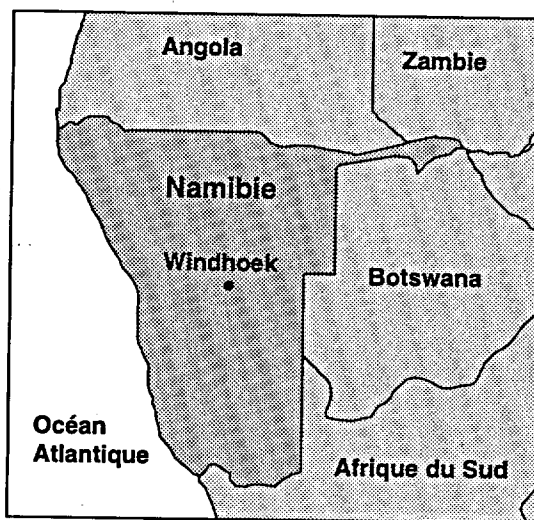 Angola
Zambie
Namibie
Windhoek
Botswana
Océan
Atlantique
Afrique du Sud